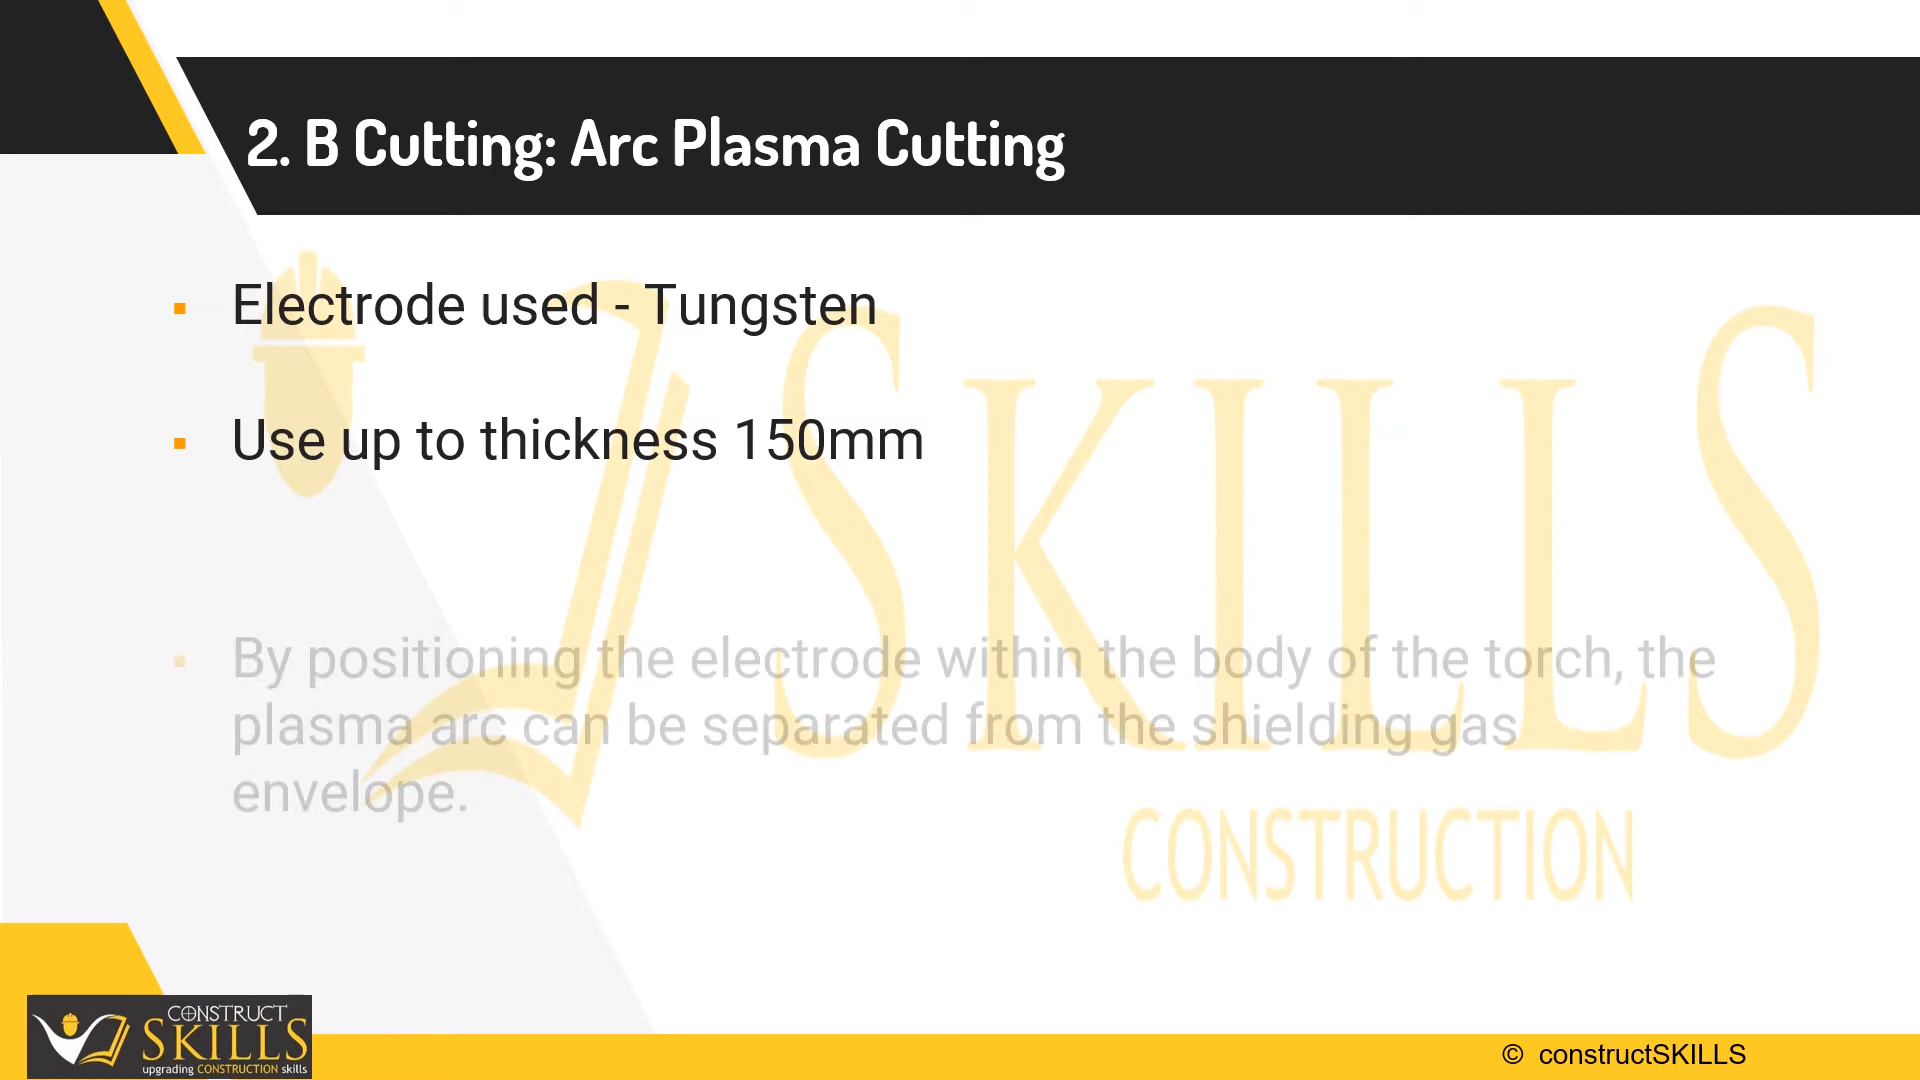 2. B Cutting: Arc Plasma Cutting
▪ Electrode used - Tungsten
▪ Use up to thickness 150mm
▪ By positioning the electrode within the body of the torch, the
plasma arc can be separated from the shielding gas
envelope.
SKILLS
CONSTRUCTION
CONSTRUCT
SKILLS
upgrading CONSTRUCTION skills
© constructSKILLS